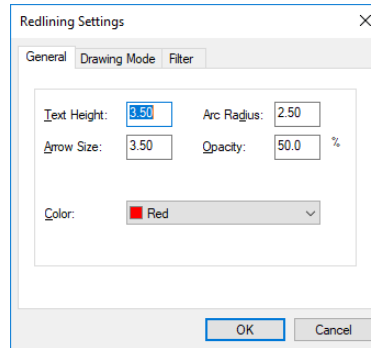 Redlining Settings
General Drawing Mode Filter
Text Height: 3.50 Arc Radius: 2.50
Arrow Size: 3.50 Opacity: 50.0 %
Color: Red
OK Cancel